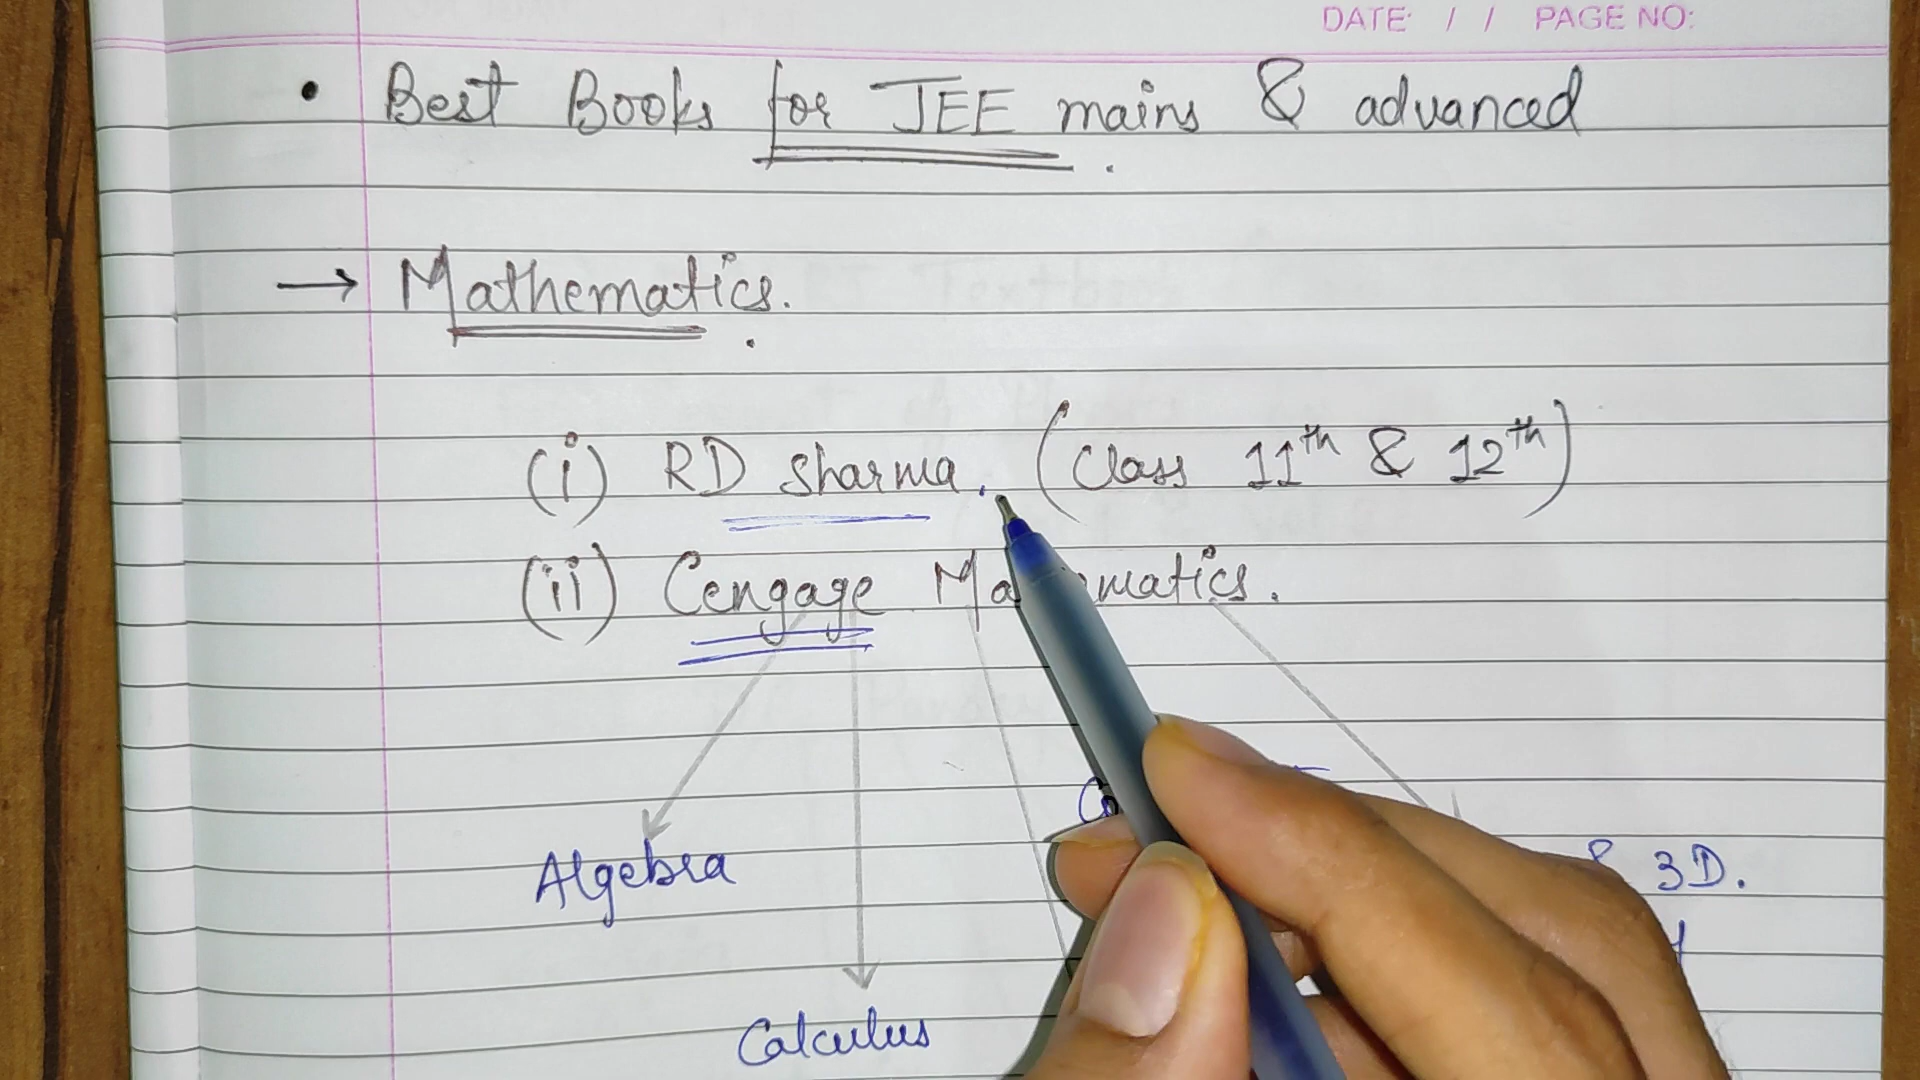 DATE: / / PAGE NO:
• Best Books for JEE mains & advanced
→ Mathematics.
(i) RD Sharma. (Class 11th & 12th)
(ii) Cengage Mathematics.
Algebra
& 3D.
Calculus